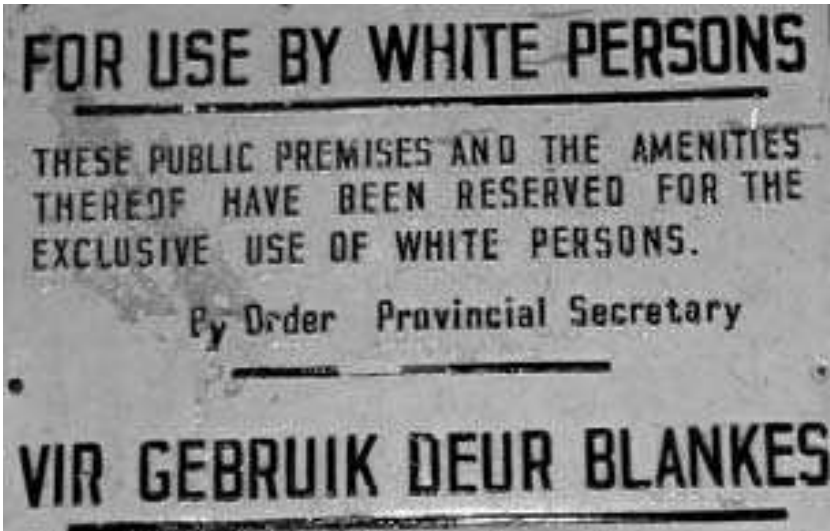 FOR USE BY WHITE PERSONS
THESE PUBLIC PREMISES AND THE AMENITIES
THEREOF HAVE BEEN RESERVED FOR THE
EXCLUSIVE USE OF WHITE PERSONS.
By Order Provincial Secretary
VIR GEBRUIK DEUR BLANKES